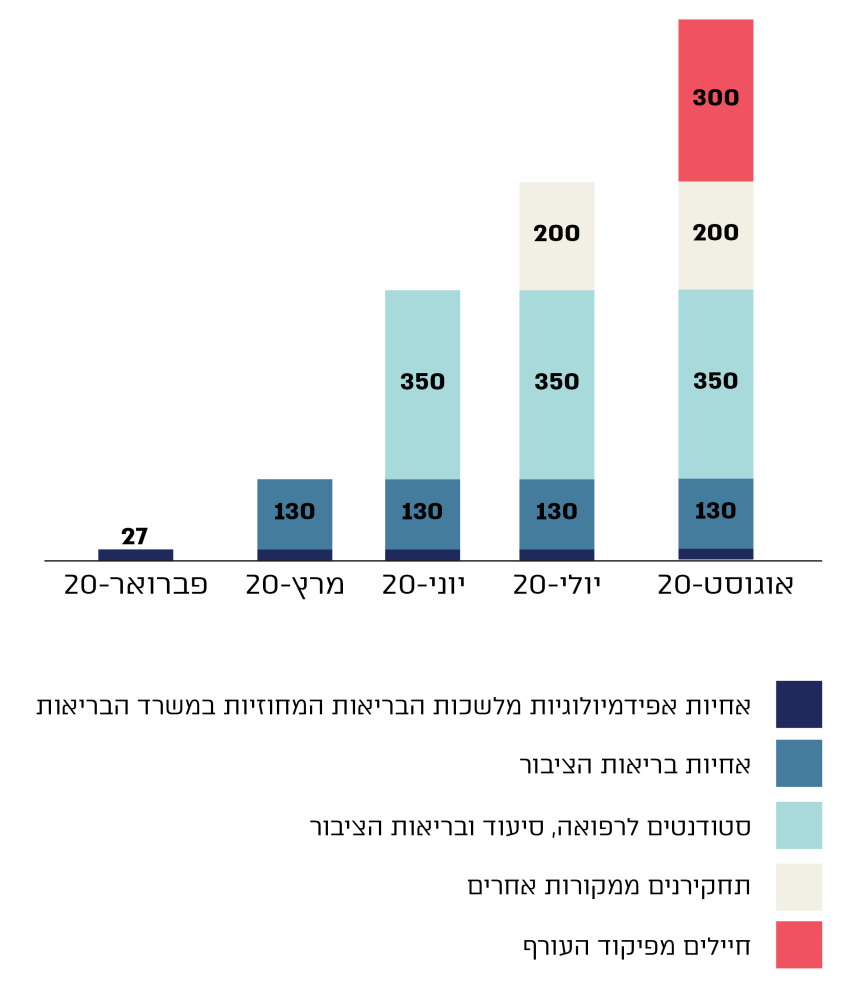 300
200
200
350
350
350
130
130
130
130
27
פברואר-20
מרץ-20
יוני-20
יולי-20
אוגוסט-20
אחיות אפידמיולוגיות מלשכות הבריאות המחוזיות במשרד הבריאות
אחיות בריאות הציבור
סטודנטים לרפואה, סיעוד ובריאות הציבור
תחקירנים ממקורות אחרים
חיילים מפיקוד העורף